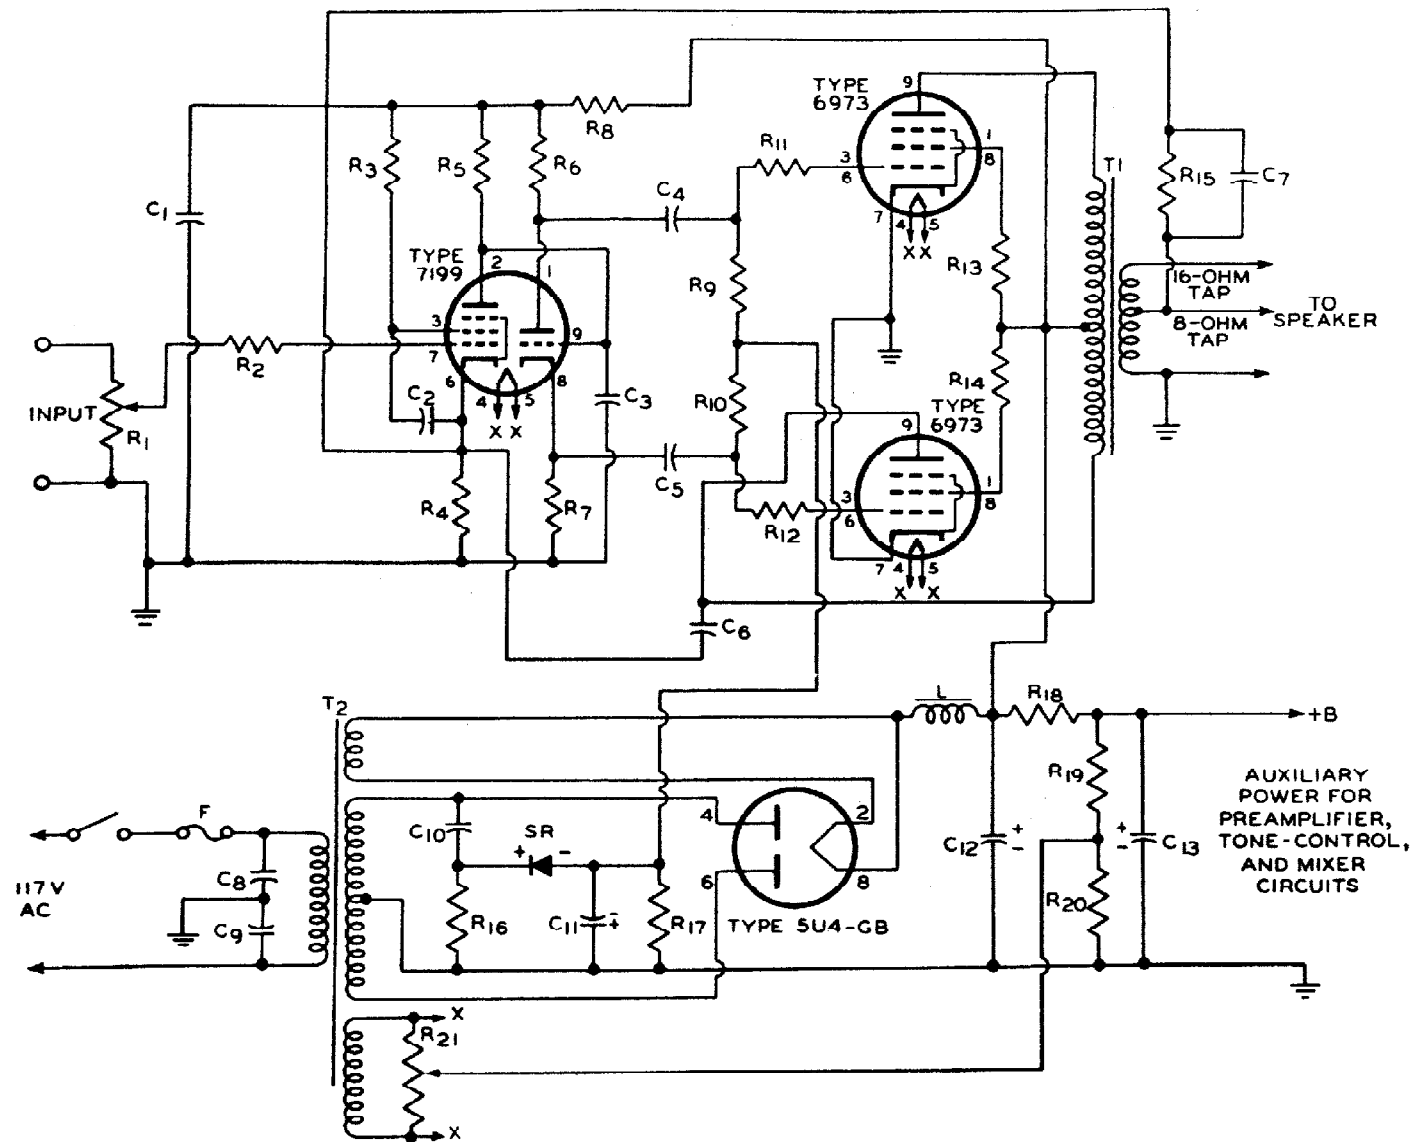 TYPE
6973
9
1
8
3
6
7
4
5
X X
R8
R11
R3
R5
R6
C4
C1
TYPE
7199
2
1
3
7
9
6
8
4
5
X X
R9
R13
T1
R15
C7
16-OHM
TAP
8-OHM
TAP
TO
SPEAKER
R2
INPUT
R1
C2
C3
R10
R14
TYPE
6973
9
1
8
3
6
7
4
5
X X
C5
R4
R7
R12
C6
T2
L
R18
+B
R19
AUXILIARY
POWER FOR
PREAMPLIFIER,
TONE-CONTROL,
AND MIXER
CIRCUITS
F
C10
SR
+ -
4
2
6
8
C12
+
-
+
-
C13
117 V
AC
C8
C9
R16
C11
-
+
R17
TYPE 5U4-GB
R20
X
R21
X